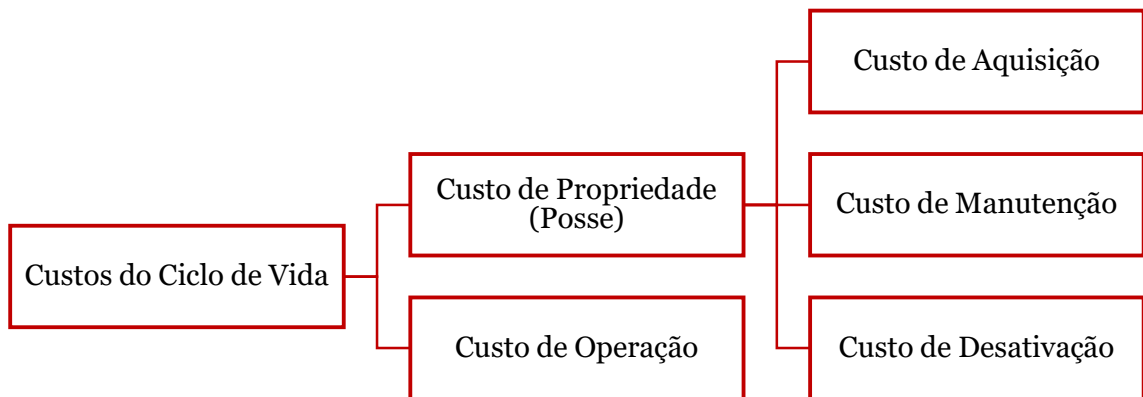 Custos do Ciclo de Vida
Custo de Propriedade
(Posse)
Custo de Operação
Custo de Aquisição
Custo de Manutenção
Custo de Desativação